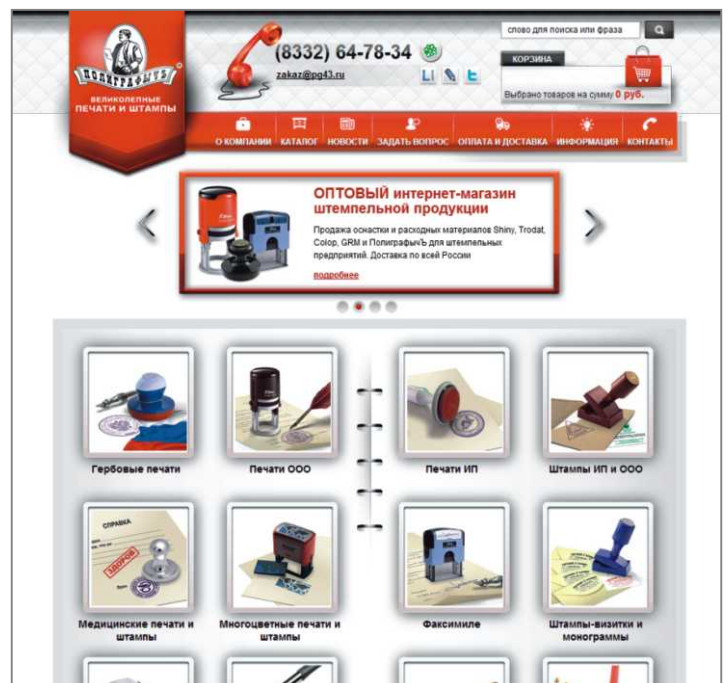 слово для поиска или фраза
(8332) 64-78-34
zakaz@pg43.ru
КОРЗИНА
Выбрано товаров на сумму 0 руб.
ПОЛИГРАФЫЧЪ
ВЕЛИКОЛЕПНЫЕ
ПЕЧАТИ И ШТАМПЫ
О КОМПАНИИ КАТАЛОГ НОВОСТИ ЗАДАТЬ ВОПРОС ОПЛАТА И ДОСТАВКА ИНФОРМАЦИЯ КОНТАКТЫ
ОПТОВЫЙ интернет-магазин
штемпельной продукции
Продажа оснастки и расходных материалов Shiny, Trodat,
Colop, GRM и ПолиграфычЪ для штемпельных
предприятий. Доставка по всей России
подробнее
Гербовые печати
Печати ООО
Печати ИП
Штампы ИП и ООО
СПРАВКА
ЗДОРОВ
Медицинские печати и
штампы
Многоцветные печати и
штампы
Факсимиле
Штампы-визитки и
монограммы